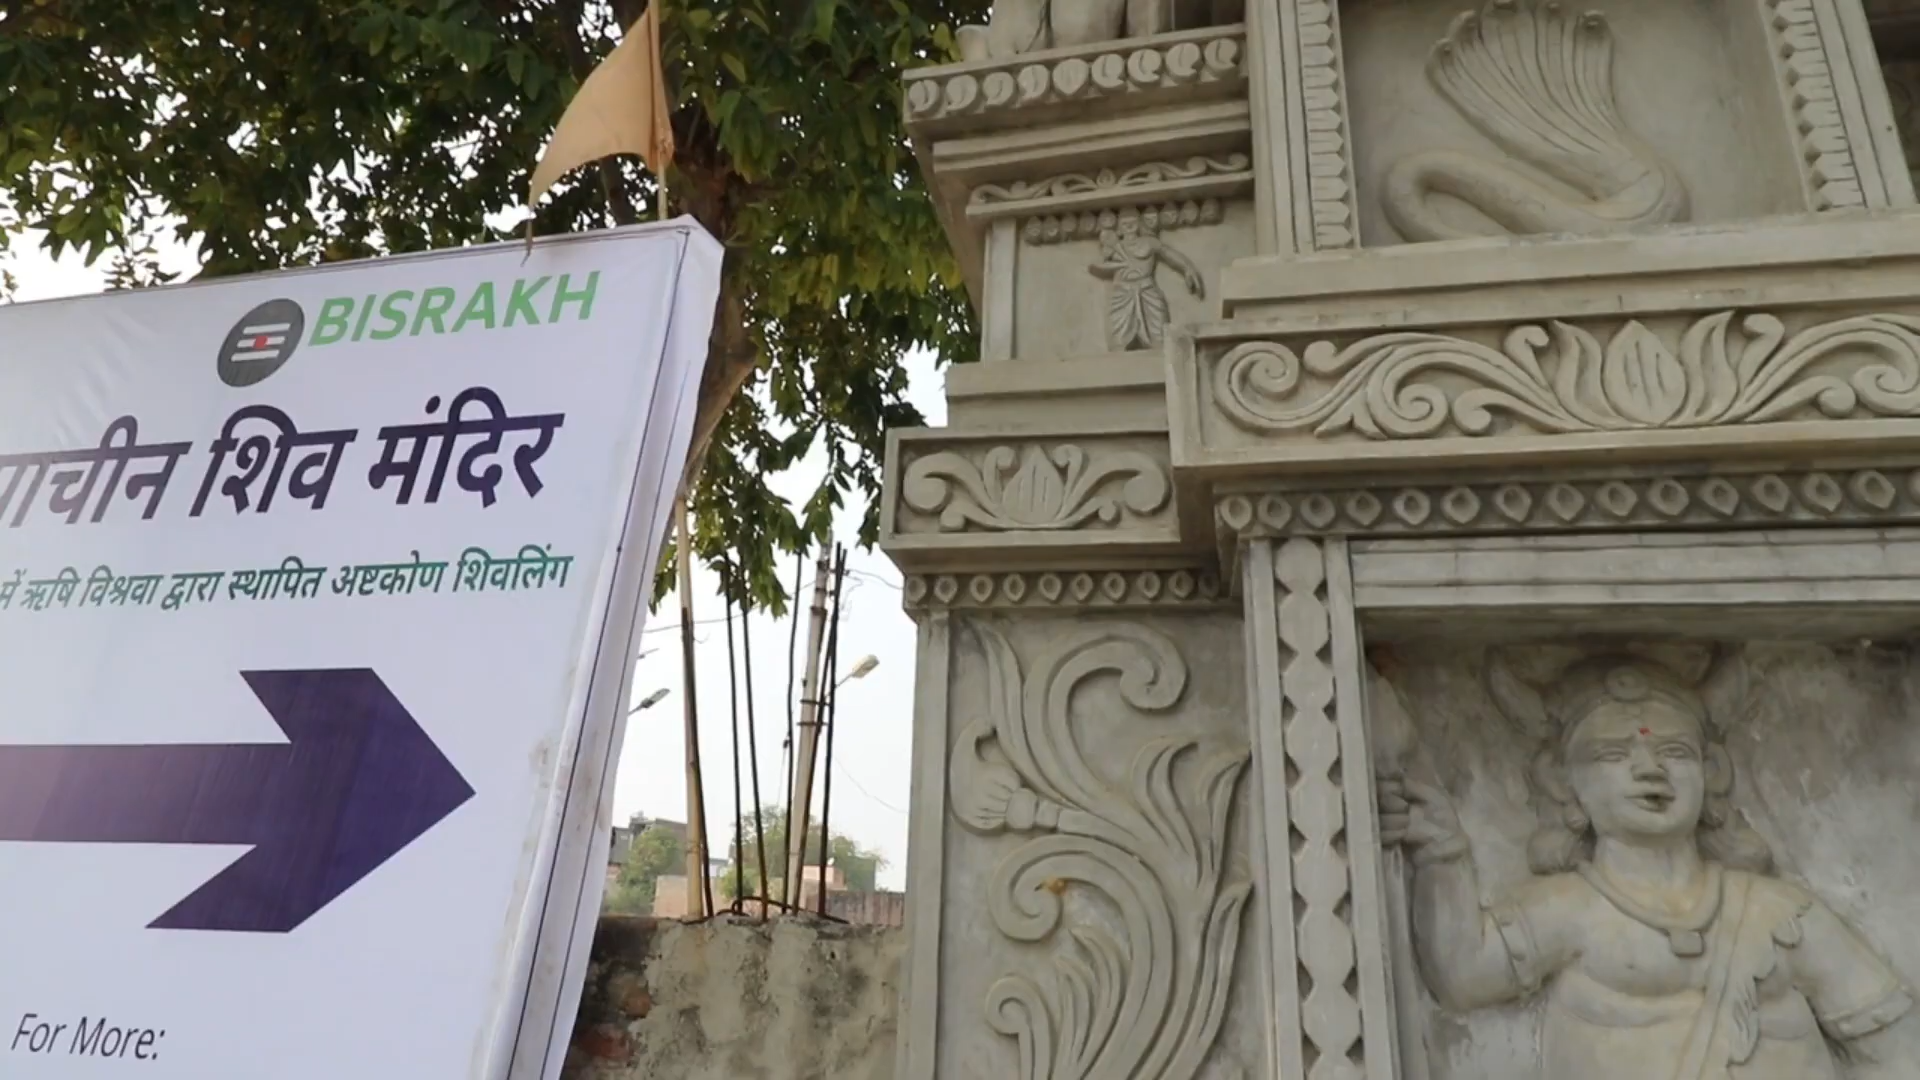 BISRAKH
प्राचीन शिव मंदिर
में ऋषि विश्रवा द्वारा स्थापित अष्टकोण शिवलिंग
For More: